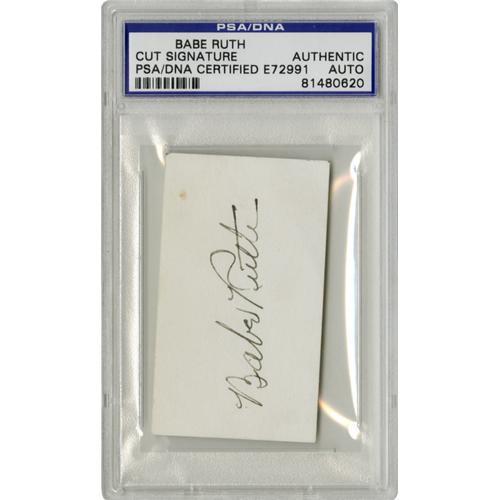 PSA/DNA
BABE RUTH
CUT SIGNATURE AUTHENTIC
PSA/DNA CERTIFIED E72991 AUTO
81480620
Babe Ruth